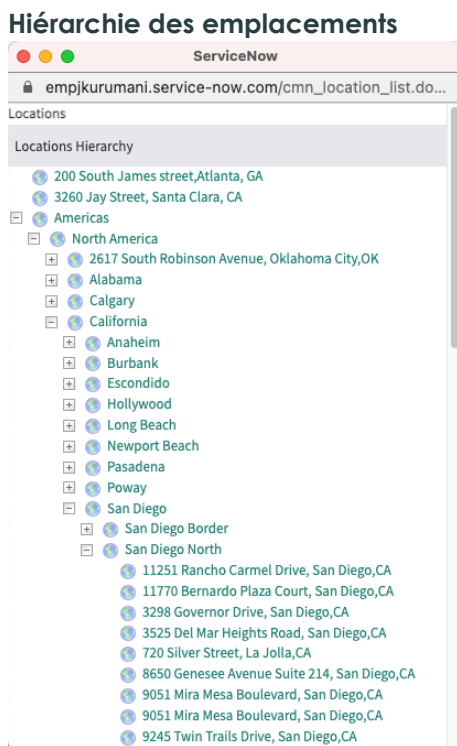 Hiérarchie des emplacements
ServiceNow
empjkurumani.service-now.com/cmn_location_list.do...
Locations
Locations Hierarchy
200 South James street,Atlanta, GA
3260 Jay Street, Santa Clara, CA
Americas
North America
2617 South Robinson Avenue, Oklahoma City,OK
Alabama
Calgary
California
Anaheim
Burbank
Escondido
Hollywood
Long Beach
Newport Beach
Pasadena
Poway
San Diego
San Diego Border
San Diego North
11251 Rancho Carmel Drive, San Diego,CA
11770 Bernardo Plaza Court, San Diego,CA
3298 Governor Drive, San Diego,CA
3525 Del Mar Heights Road, San Diego,CA
720 Silver Street, La Jolla,CA
8650 Genesee Avenue Suite 214, San Diego,CA
9051 Mira Mesa Boulevard, San Diego,CA
9051 Mira Mesa Boulevard, San Diego,CA
9245 Twin Trails Drive, San Diego,CA